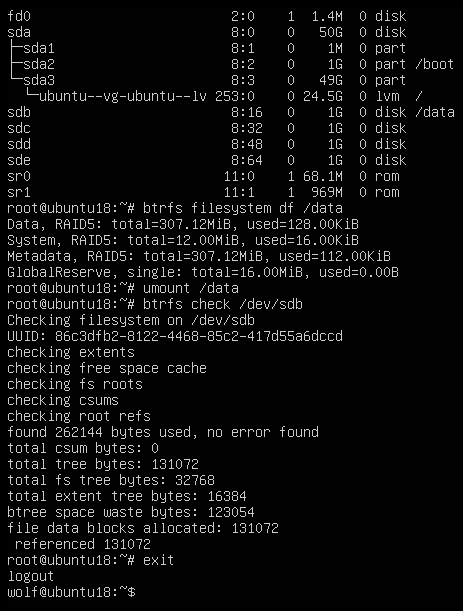 fd0                         2:0    1  1.4M  0 disk
sda                         8:0    0   50G  0 disk
├─sda1                      8:1    0    1M  0 part
├─sda2                      8:2    0    1G  0 part /boot
└─sda3                      8:3    0   49G  0 part
  └─ubuntu--vg-ubuntu--lv 253:0    0 24.5G  0 lvm  /
sdb                         8:16   0    1G  0 disk /data
sdc                         8:32   0    1G  0 disk
sdd                         8:48   0    1G  0 disk
sde                         8:64   0    1G  0 disk
sr0                        11:0    1 68.1M  0 rom
sr1                        11:1    1  969M  0 rom
root@ubuntu18:~# btrfs filesystem df /data
Data, RAID5: total=307.12MiB, used=128.00KiB
System, RAID5: total=12.00MiB, used=16.00KiB
Metadata, RAID5: total=307.12MiB, used=112.00KiB
GlobalReserve, single: total=16.00MiB, used=0.00B
root@ubuntu18:~# umount /data
root@ubuntu18:~# btrfs check /dev/sdb
Checking filesystem on /dev/sdb
UUID: 86c3dfb2-8122-4468-85c2-417d55a6dccd
checking extents
checking free space cache
checking fs roots
checking csums
checking root refs
found 262144 bytes used, no error found
total csum bytes: 0
total tree bytes: 131072
total fs tree bytes: 32768
total extent tree bytes: 16384
btree space waste bytes: 123054
file data blocks allocated: 131072
 referenced 131072
root@ubuntu18:~# exit
logout
wolf@ubuntu18:~$